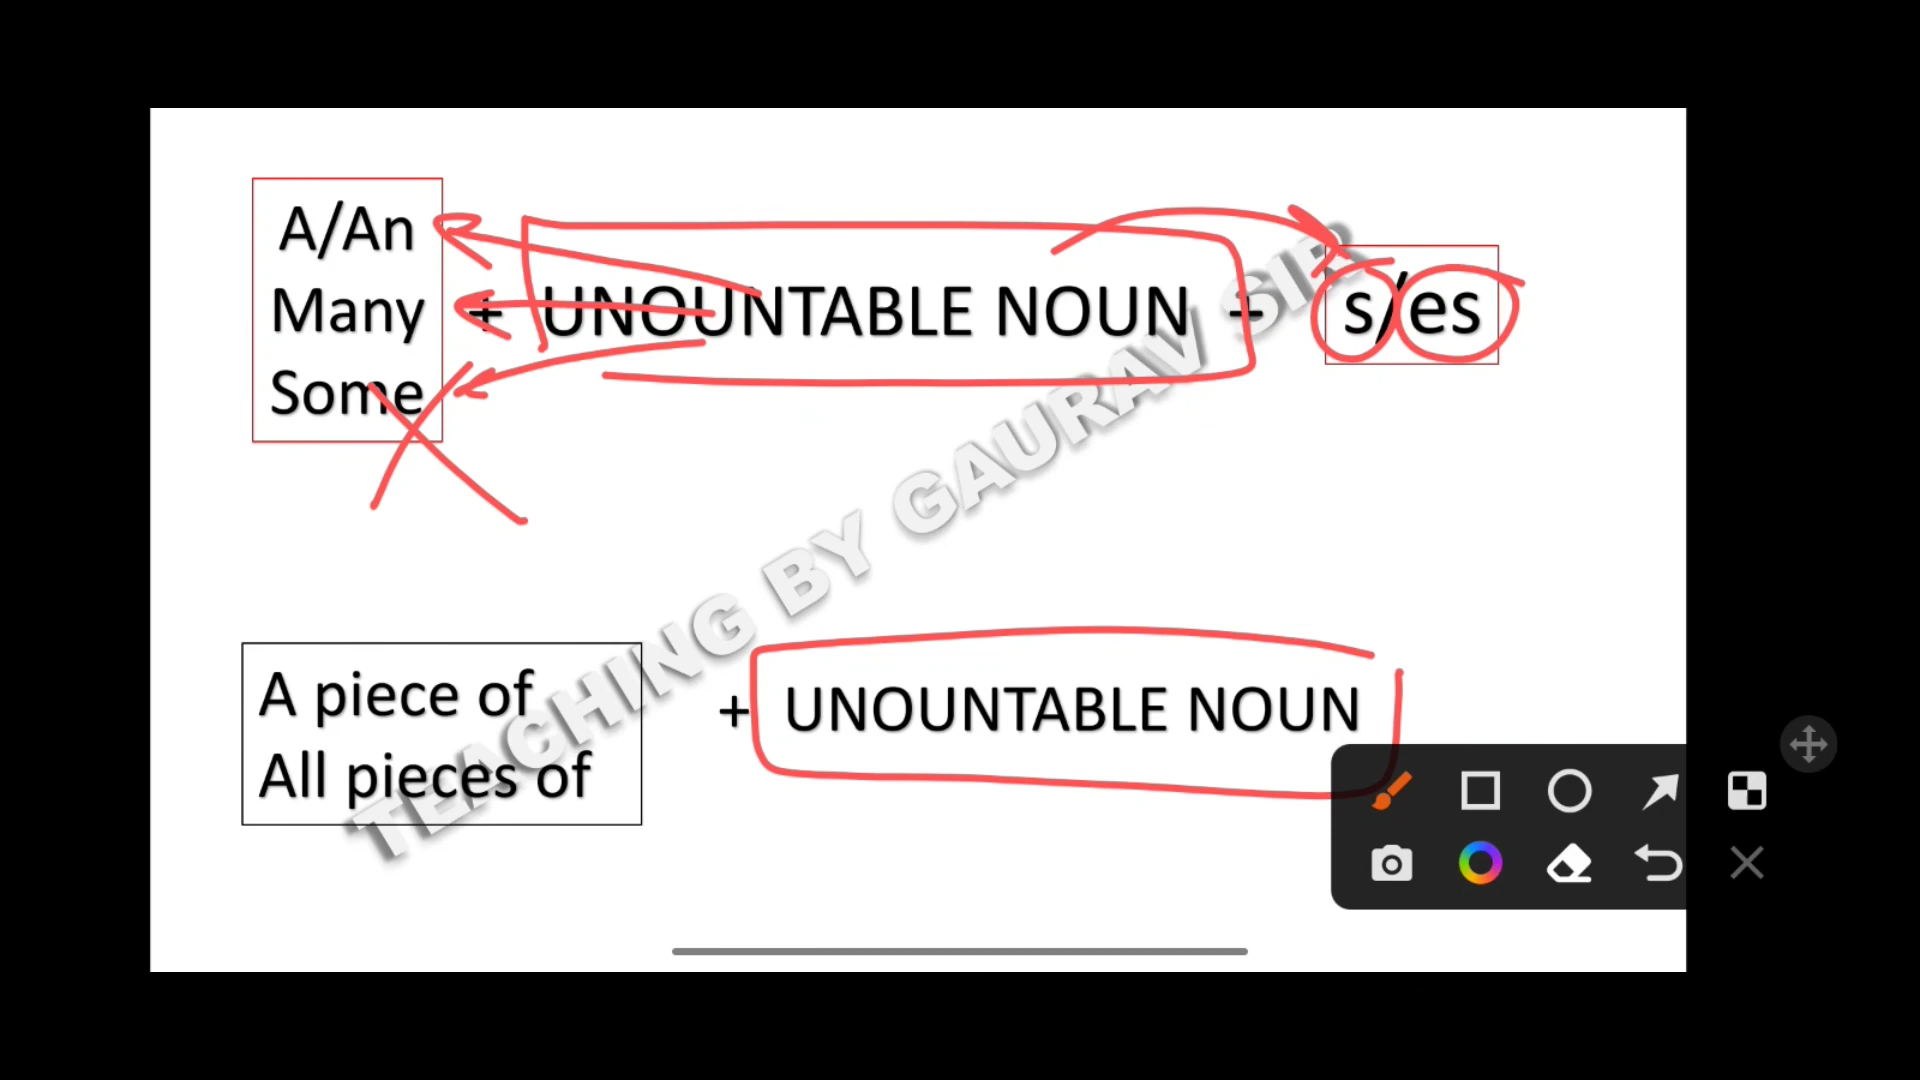 A/An
Many
Some
+ UNOUNTABLE NOUN + s/es
TEACHING BY GAURAV SIR
A piece of
All pieces of
+ UNOUNTABLE NOUN